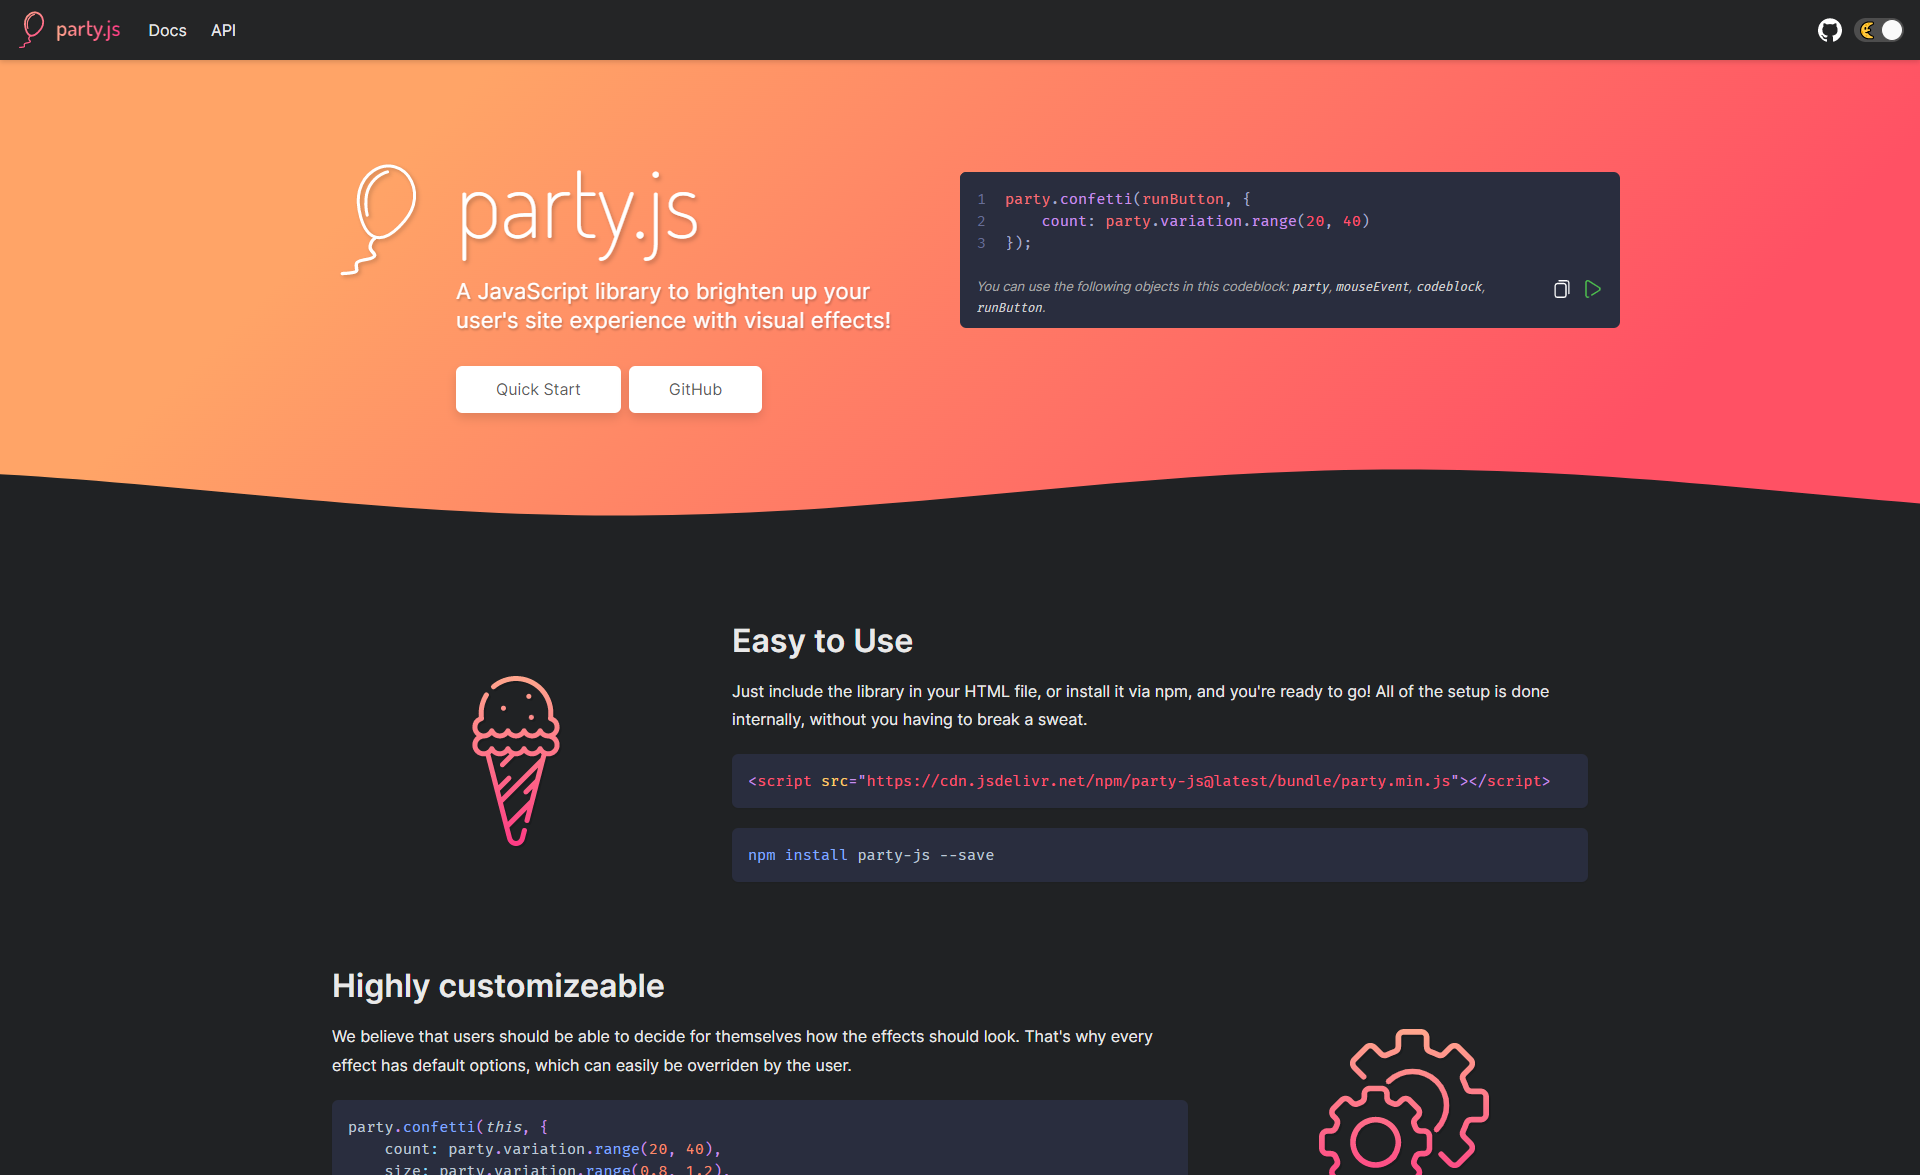 party.js
Docs
API
party.js
A JavaScript library to brighten up your
user's site experience with visual effects!
Quick Start
GitHub
1 party.confetti(runButton, {
2     count: party.variation.range(20, 40)
3 });
You can use the following objects in this codeblock: party, mouseEvent, codeblock,
runButton.
Easy to Use
Just include the library in your HTML file, or install it via npm, and you're ready to go! All of the setup is done
internally, without you having to break a sweat.
<script src="https://cdn.jsdelivr.net/npm/party-js@latest/bundle/party.min.js"></script>
npm install party-js --save
Highly customizeable
We believe that users should be able to decide for themselves how the effects should look. That's why every
effect has default options, which can easily be overriden by the user.
party.confetti(this, {
    count: party.variation.range(20, 40),
    size: party.variation.range(0.8, 1.2),